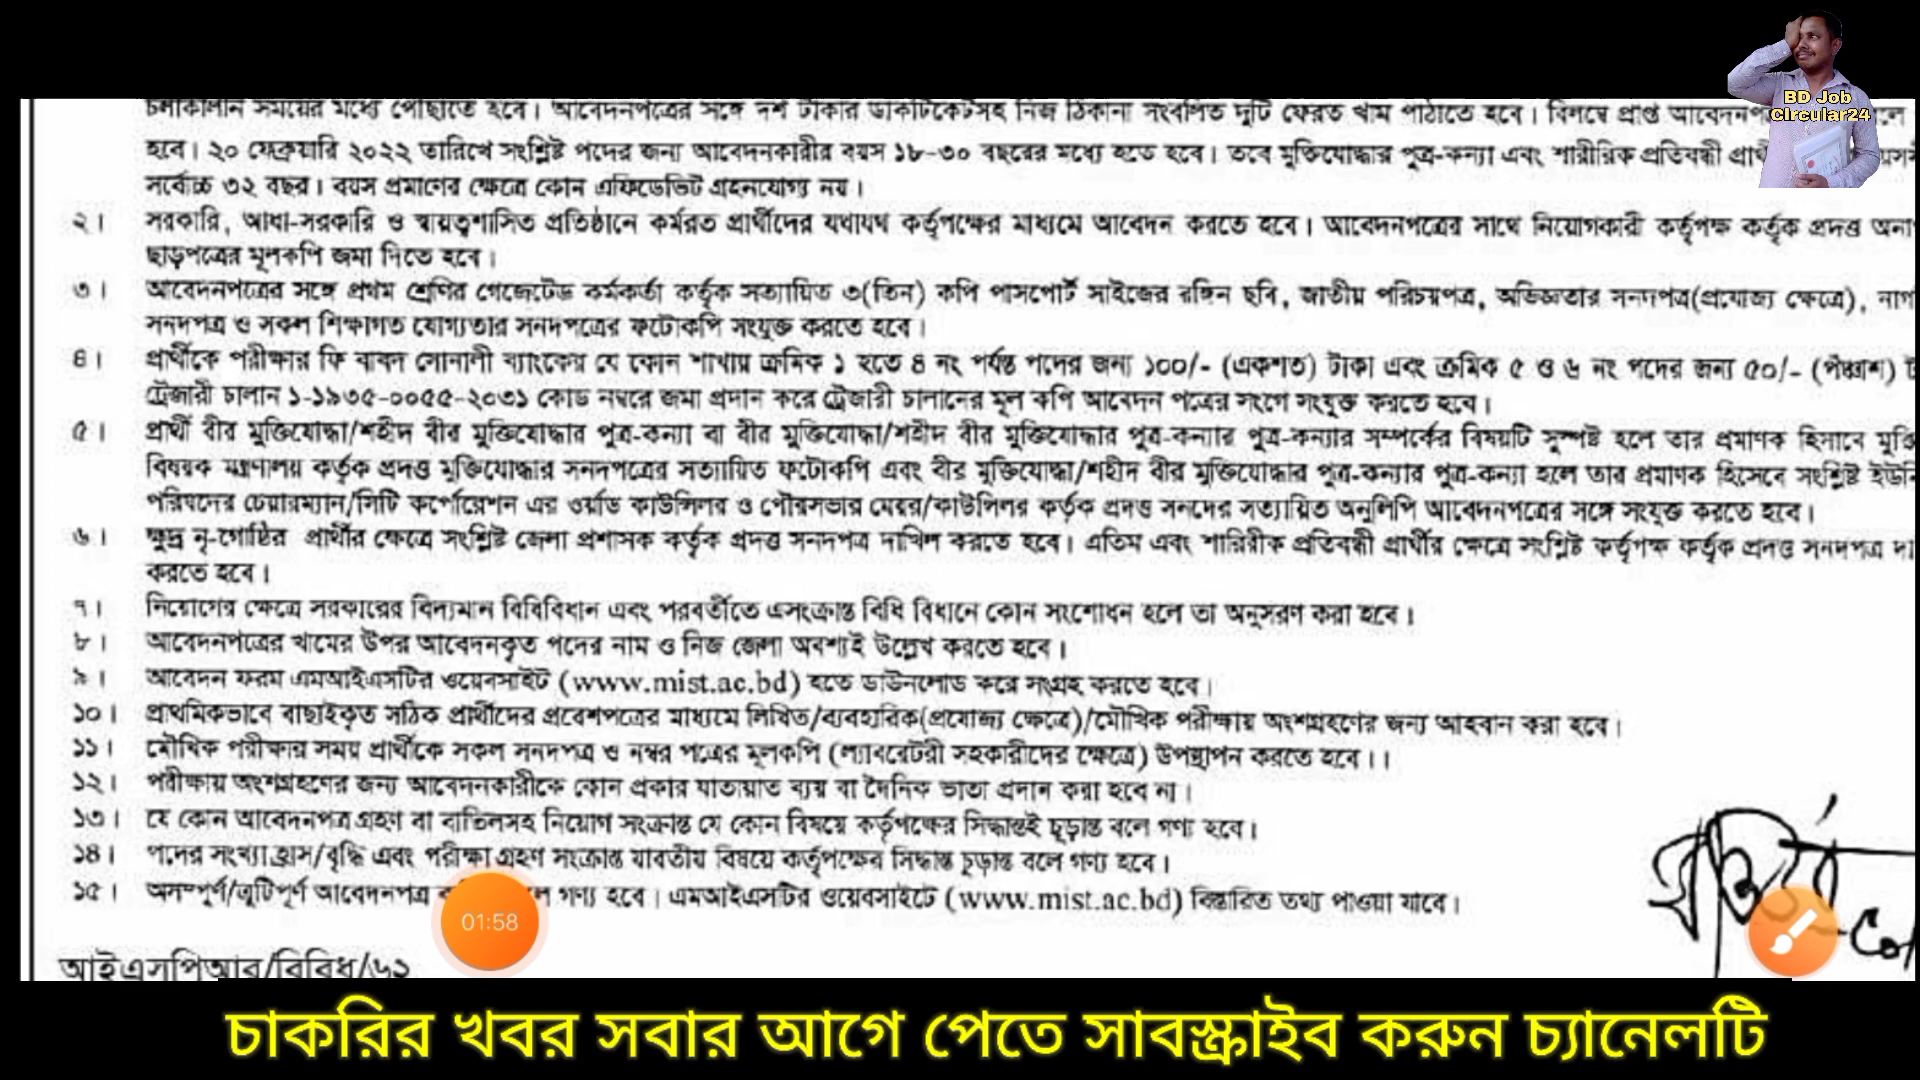 চলাকালীন সময়ের মধ্যে পৌছাতে হবে। আবেদনপত্রের সঙ্গে দশ টাকার ডাকটিকেটসহ নিজ ঠিকানা সংবলিত দুটি ফেরত খাম পাঠাতে হবে। বিলম্বে প্রাপ্ত
হবে। ২০ ফেব্রুয়ারি ২০২২ তারিখে সংশ্লিষ্ট পদের জন্য আবেদনকারীর বয়স ১৮-৩০ বছরের মধ্যে হতে হবে। তবে মুক্তিযোদ্ধার পুত্র-কন্যা এবং শারীরিক প্রতিবন্ধী
সর্বোচ্চ ৩২ বছর। বয়স প্রমাণের ক্ষেত্রে কোন এফিডেভিট গ্রহনযোগ্য নয়।
২। সরকারি, আধা-সরকারি ও স্বায়ত্বশাসিত প্রতিষ্ঠানে কর্মরত প্রার্থীদের যথাযথ কর্তৃপক্ষের মাধ্যমে আবেদন করতে হবে। আবেদনপত্রের সাথে নিয়োগকারী কর্তৃপক্ষ কর্তৃক প্রদত্ত
ছাড়পত্রের মূলকপি জমা দিতে হবে।
৩। আবেদনপত্রের সঙ্গে প্রথম শ্রেণির গেজেটেড কর্মকর্তা কর্তৃক সত্যায়িত ৩(তিন) কপি পাসপোর্ট সাইজের রঙ্গিন ছবি, জাতীয় পরিচয়পত্র, অভিজ্ঞতার সনদপত্র(প্রযোজ্য ক্ষেত্রে),
সনদপত্র ও সকল শিক্ষাগত যোগ্যতার সনদপত্রের ফটোকপি সংযুক্ত করতে হবে।
৪। প্রার্থীকে পরীক্ষার ফি বাবদ সোনালী ব্যাংকের যে কোন শাখায় ক্রমিক ১ হতে ৪ নং পর্যন্ত পদের জন্য ১০০/- (একশত) টাকা এবং ক্রমিক ৫ ও ৬ নং পদের জন্য ৫০/- (পঞ্চাশ)
ট্রেজারী চালান ১-১৯৩৫-০০৫৫-২০৩১ কোড নম্বরে জমা প্রদান করে ট্রেজারী চালানের মূল কপি আবেদন পত্রের সংগে সংযুক্ত করতে হবে।
৫। প্রার্থী বীর মুক্তিযোদ্ধা/শহীদ বীর মুক্তিযোদ্ধার পুত্র-কন্যা বা বীর মুক্তিযোদ্ধা/শহীদ বীর মুক্তিযোদ্ধার পুত্র-কন্যার পুত্র-কন্যার সম্পর্কের বিষয়টি সুস্পষ্ট হলে তার প্রমাণক হিসাবে
বিষয়ক মন্ত্রণালয় কর্তৃক প্রদত্ত মুক্তিযোদ্ধার সনদপত্রের সত্যায়িত ফটোকপি এবং বীর মুক্তিযোদ্ধা/শহীদ বীর মুক্তিযোদ্ধার পুত্র-কন্যার পুত্র-কন্যা হলে তার প্রমাণক হিসেবে সংশ্লিষ্ট
পরিষদের চেয়ারম্যান/সিটি কর্পোরেশন এর ওয়ার্ড কাউন্সিলর ও পৌরসভার মেয়র/কাউন্সিলর কর্তৃক প্রদত্ত সনদের সত্যায়িত অনুলিপি আবেদনপত্রের সঙ্গে সংযুক্ত করতে হবে।
৬। ক্ষুদ্র নৃ-গোষ্ঠির প্রার্থীর ক্ষেত্রে সংশ্লিষ্ট জেলা প্রশাসক কর্তৃক প্রদত্ত সনদপত্র দাখিল করতে হবে। এতিম এবং শারিরীক প্রতিবন্ধী প্রার্থীর ক্ষেত্রে সংশ্লিষ্ট কর্তৃপক্ষ কর্তৃক প্রদত্ত সনদপত্র
করতে হবে।
৭। নিয়োগের ক্ষেত্রে সরকারের বিদ্যমান বিধিবিধান এবং পরবর্তীতে এসংক্রান্ত বিধি বিধানে কোন সংশোধন হলে তা অনুসরণ করা হবে।
৮। আবেদনপত্রের খামের উপর আবেদনকৃত পদের নাম ও নিজ জেলা অবশ্যই উল্লেখ করতে হবে।
৯। আবেদন ফরম এমআইএসটির ওয়েবসাইট (www.mist.ac.bd) হতে ডাউনলোড করে সংগ্রহ করতে হবে।
১০। প্রাথমিকভাবে বাছাইকৃত সঠিক প্রার্থীদের প্রবেশপত্রের মাধ্যমে লিখিত/ব্যবহারিক(প্রযোজ্য ক্ষেত্রে)/মৌখিক পরীক্ষায় অংশগ্রহণের জন্য আহবান করা হবে।
১১। মৌখিক পরীক্ষার সময় প্রার্থীকে সকল সনদপত্র ও নম্বর পত্রের মূলকপি (ল্যাবরেটরী সহকারীদের ক্ষেত্রে) উপস্থাপন করতে হবে।।
১২। পরীক্ষায় অংশগ্রহণের জন্য আবেদনকারীকে কোন প্রকার যাতায়াত ব্যয় বা দৈনিক ভাতা প্রদান করা হবে না।
১৩। যে কোন আবেদনপত্র গ্রহণ বা বাতিলসহ নিয়োগ সংক্রান্ত যে কোন বিষয়ে কর্তৃপক্ষের সিদ্ধান্তই চূড়ান্ত বলে গণ্য হবে।
১৪। পদের সংখ্যা হ্রাস/বৃদ্ধি এবং পরীক্ষা গ্রহণ সংক্রান্ত যাবতীয় বিষয়ে কর্তৃপক্ষের সিদ্ধান্ত চূড়ান্ত বলে গণ্য হবে।
১৫। অসম্পূর্ণ/ত্রুটিপূর্ণ আবেদনপত্র গণ্য হবে। এমআইএসটির ওয়েবসাইটে (www.mist.ac.bd) বিস্তারিত তথ্য পাওয়া যাবে।
আইএসপিআর/বিবিধ/৬২
BD Job
CIrcular24
01:58
চাকরির খবর সবার আগে পেতে সাবস্ক্রাইব করুন চ্যানেলটি